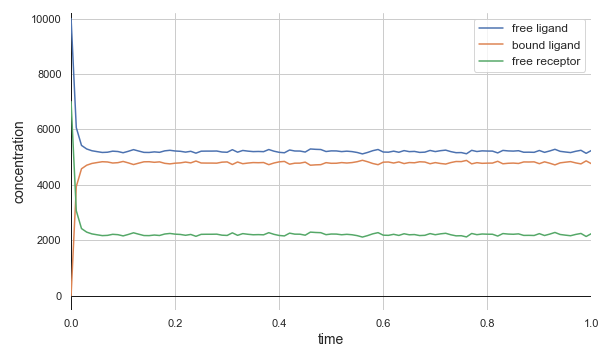 10000
8000
6000
4000
2000
0
concentration
0.0 0.2 0.4 0.6 0.8 1.0
time
free ligand
bound ligand
free receptor